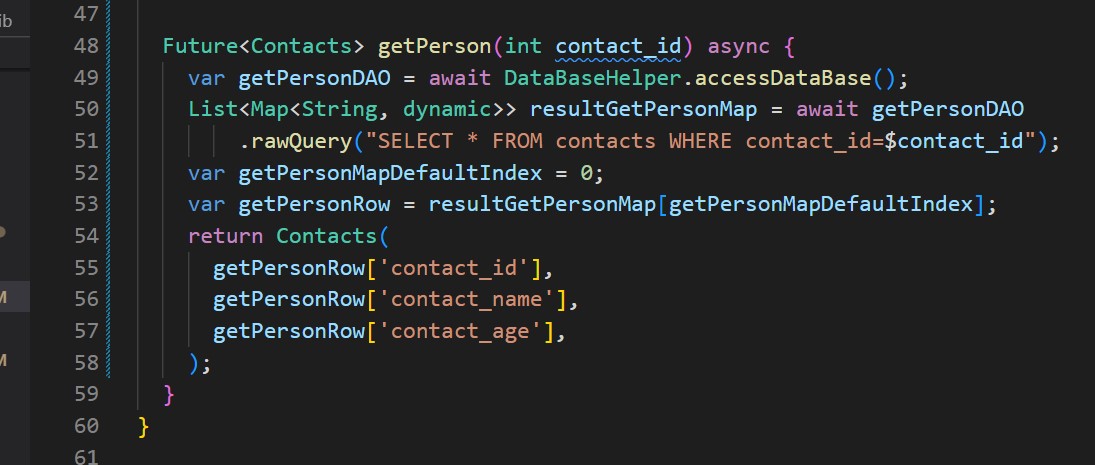 ib
47
48 Future<Contacts> getPerson(int contact_id) async {
49 var getPersonDAO = await DataBaseHelper.accessDataBase();
50 List<Map<String, dynamic>> resultGetPersonMap = await getPersonDAO
51 .rawQuery("SELECT * FROM contacts WHERE contact_id=$contact_id");
52 var getPersonMapDefaultIndex = 0;
53 var getPersonRow = resultGetPersonMap[getPersonMapDefaultIndex];
54 return Contacts(
55 getPersonRow['contact_id'],
M 56 getPersonRow['contact_name'],
57 getPersonRow['contact_age'],
M 58 );
59 }
60 }
61